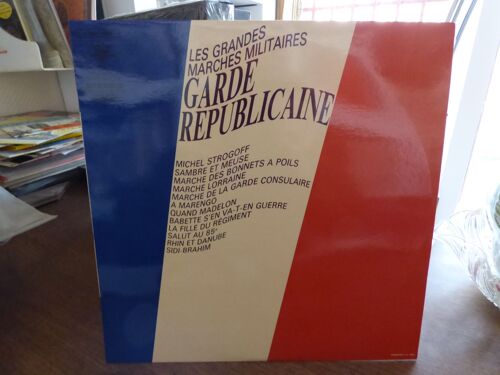 LES GRANDES
MARCHES MILITAIRES
GARDE
REPUBLICAINE
MICHEL STROGOFF
SAMBRE ET MEUSE
MARCHE DES BONNETS A POILS
MARCHE LORRAINE
MARCHE DE LA GARDE CONSULAIRE
A MARENGO
QUAND MADELON
BABETTE S'EN VA-T-EN GUERRE
LA FILLE DU RÉGIMENT
SALUT AU 85e
RHIN ET DANUBE
SIDI-BRAHIM